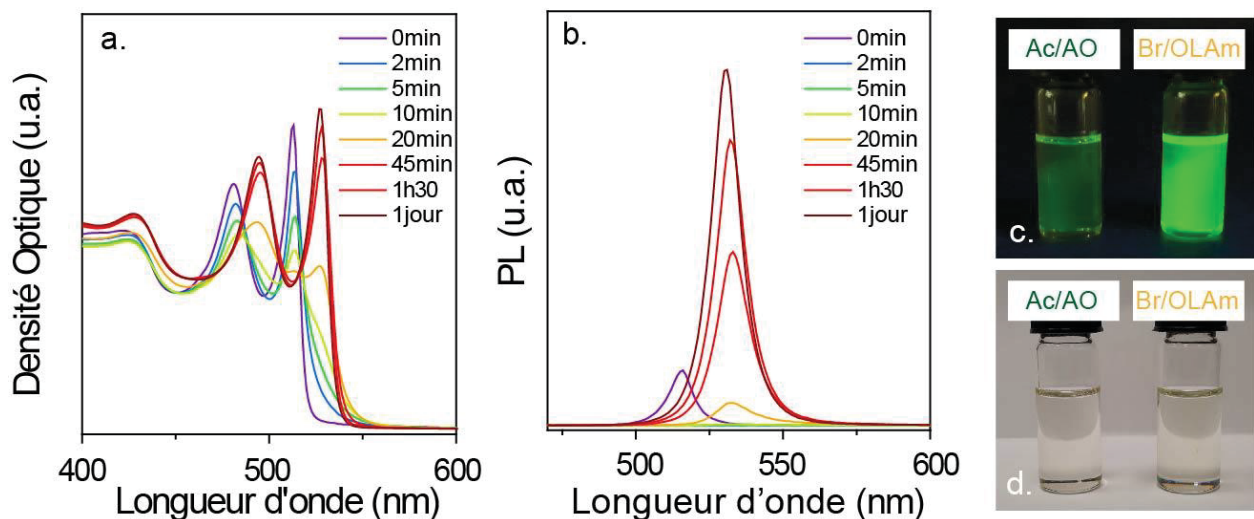 a.
0min
2min
5min
10min
20min
45min
1h30
1jour
Densité Optique (u.a.)
400
500
600
Longueur d'onde (nm)
b.
0min
2min
5min
10min
20min
45min
1h30
1jour
PL (u.a.)
500
550
600
Longueur d’onde (nm)
Ac/AO Br/OLAm
c.
Ac/AO Br/OLAm
d.